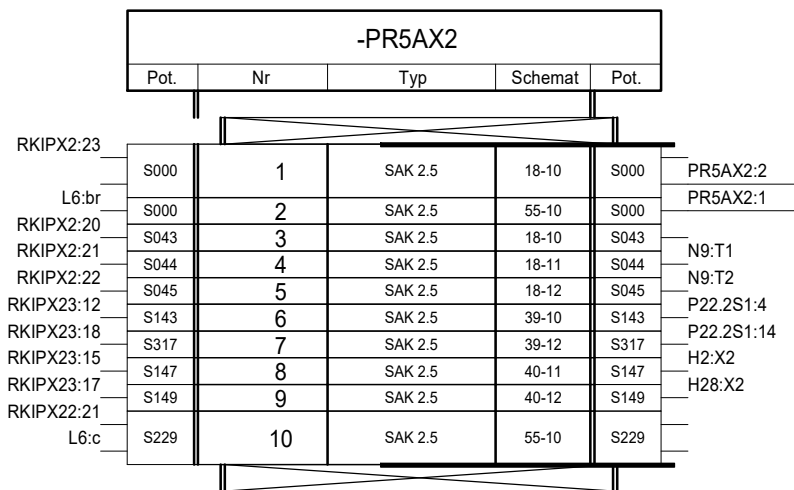 -PR5AX2
Pot. Nr Typ Schemat Pot.
RKIPX2:23
S000 1 SAK 2.5 18-10 S000 PR5AX2:2
L6:br PR5AX2:1
S000 2 SAK 2.5 55-10 S000
RKIPX2:20
S043 3 SAK 2.5 18-10 S043
RKIPX2:21 N9:T1
S044 4 SAK 2.5 18-11 S044
RKIPX2:22 N9:T2
S045 5 SAK 2.5 18-12 S045
RKIPX23:12 P22.2S1:4
S143 6 SAK 2.5 39-10 S143
RKIPX23:18 P22.2S1:14
S317 7 SAK 2.5 39-12 S317
RKIPX23:15 H2:X2
S147 8 SAK 2.5 40-11 S147
RKIPX23:17 H28:X2
S149 9 SAK 2.5 40-12 S149
RKIPX22:21
L6:c S229 10 SAK 2.5 55-10 S229